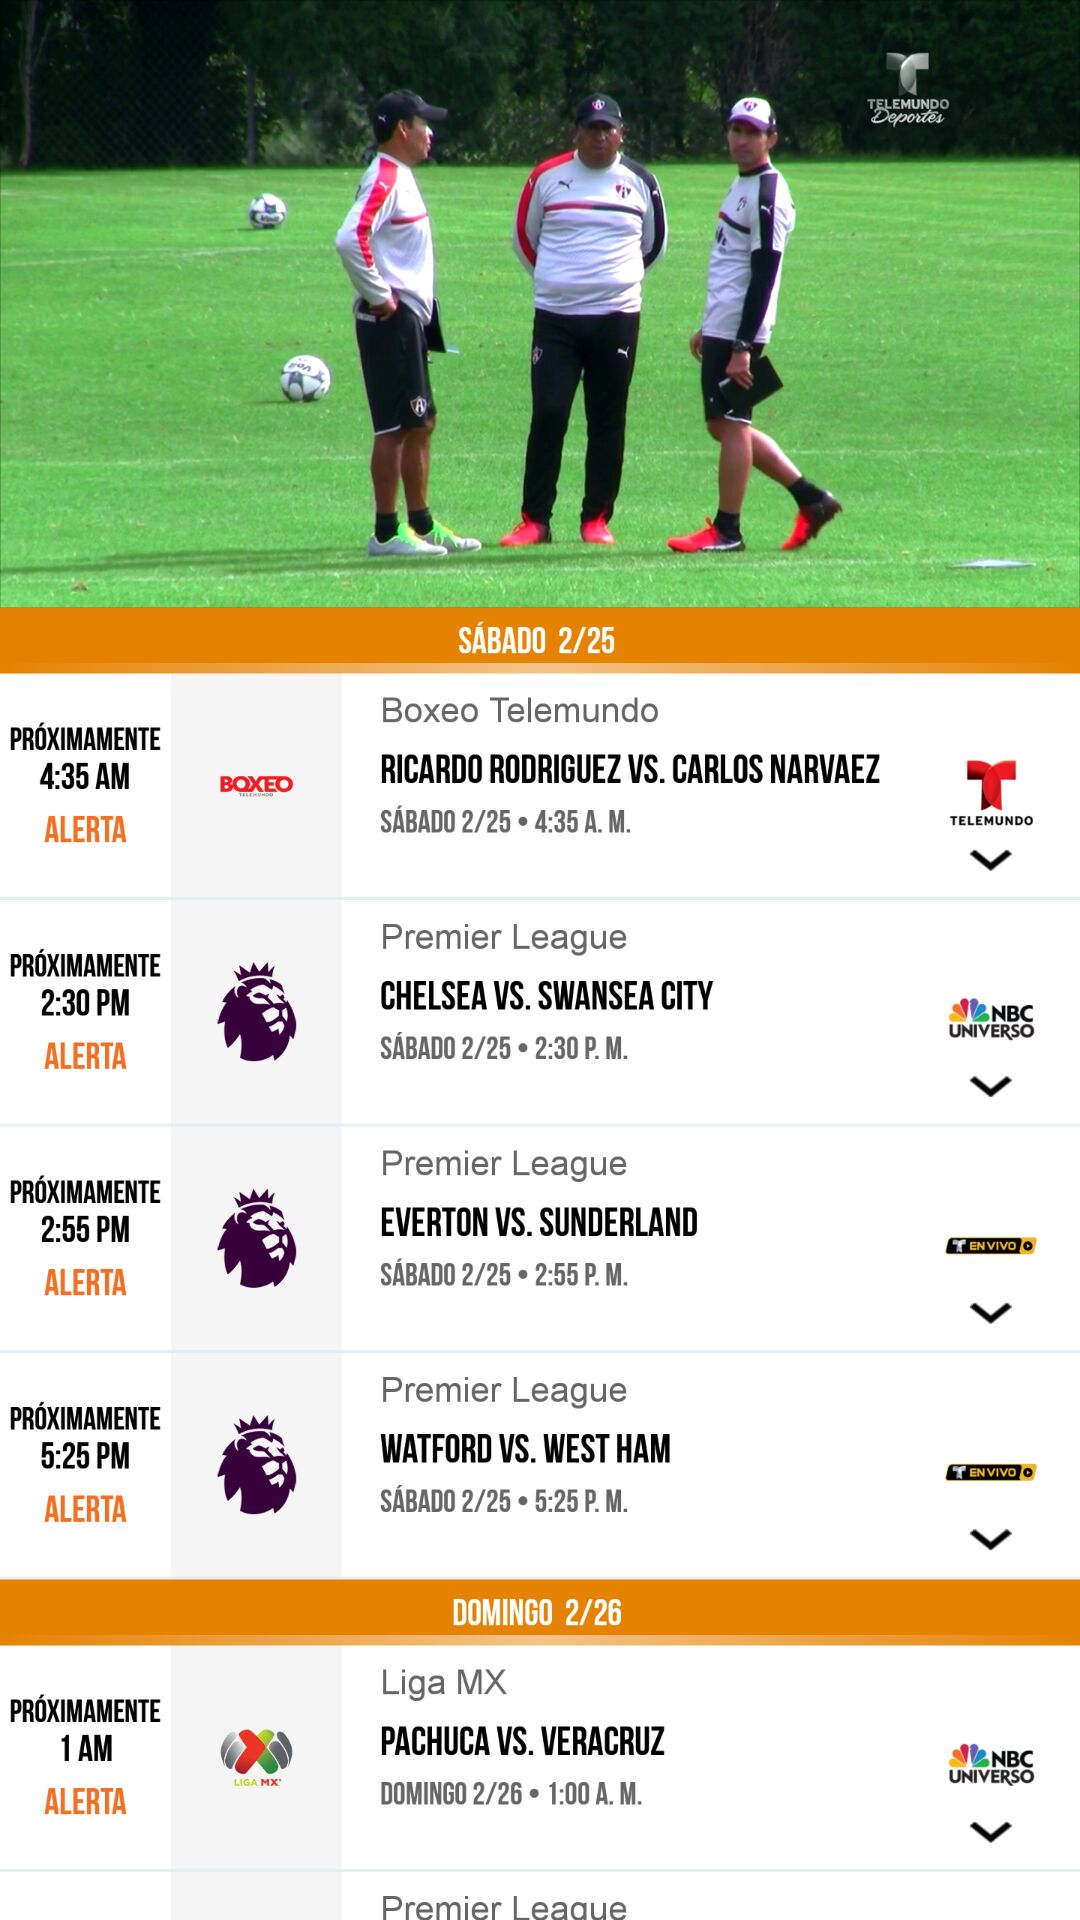 TELEMUNDO
Deportes
SÁBADO 2/25
PRÓXIMAMENTE
4:35 AM
ALERTA
BOXEO
TELEMUNDO
Boxeo Telemundo
RICARDO RODRIGUEZ VS. CARLOS NARVAEZ
SÁBADO 2/25 • 4:35 A. M.
TELEMUNDO
PRÓXIMAMENTE
2:30 PM
ALERTA
Premier League
CHELSEA VS. SWANSEA CITY
SÁBADO 2/25 • 2:30 P. M.
NBC
UNIVERSO
PRÓXIMAMENTE
2:55 PM
ALERTA
Premier League
EVERTON VS. SUNDERLAND
SÁBADO 2/25 • 2:55 P. M.
EN VIVO
PRÓXIMAMENTE
5:25 PM
ALERTA
Premier League
WATFORD VS. WEST HAM
SÁBADO 2/25 • 5:25 P. M.
EN VIVO
DOMINGO 2/26
PRÓXIMAMENTE
1 AM
ALERTA
LIGA MX
Liga MX
PACHUCA VS. VERACRUZ
DOMINGO 2/26 • 1:00 A. M.
NBC
UNIVERSO
Premier League